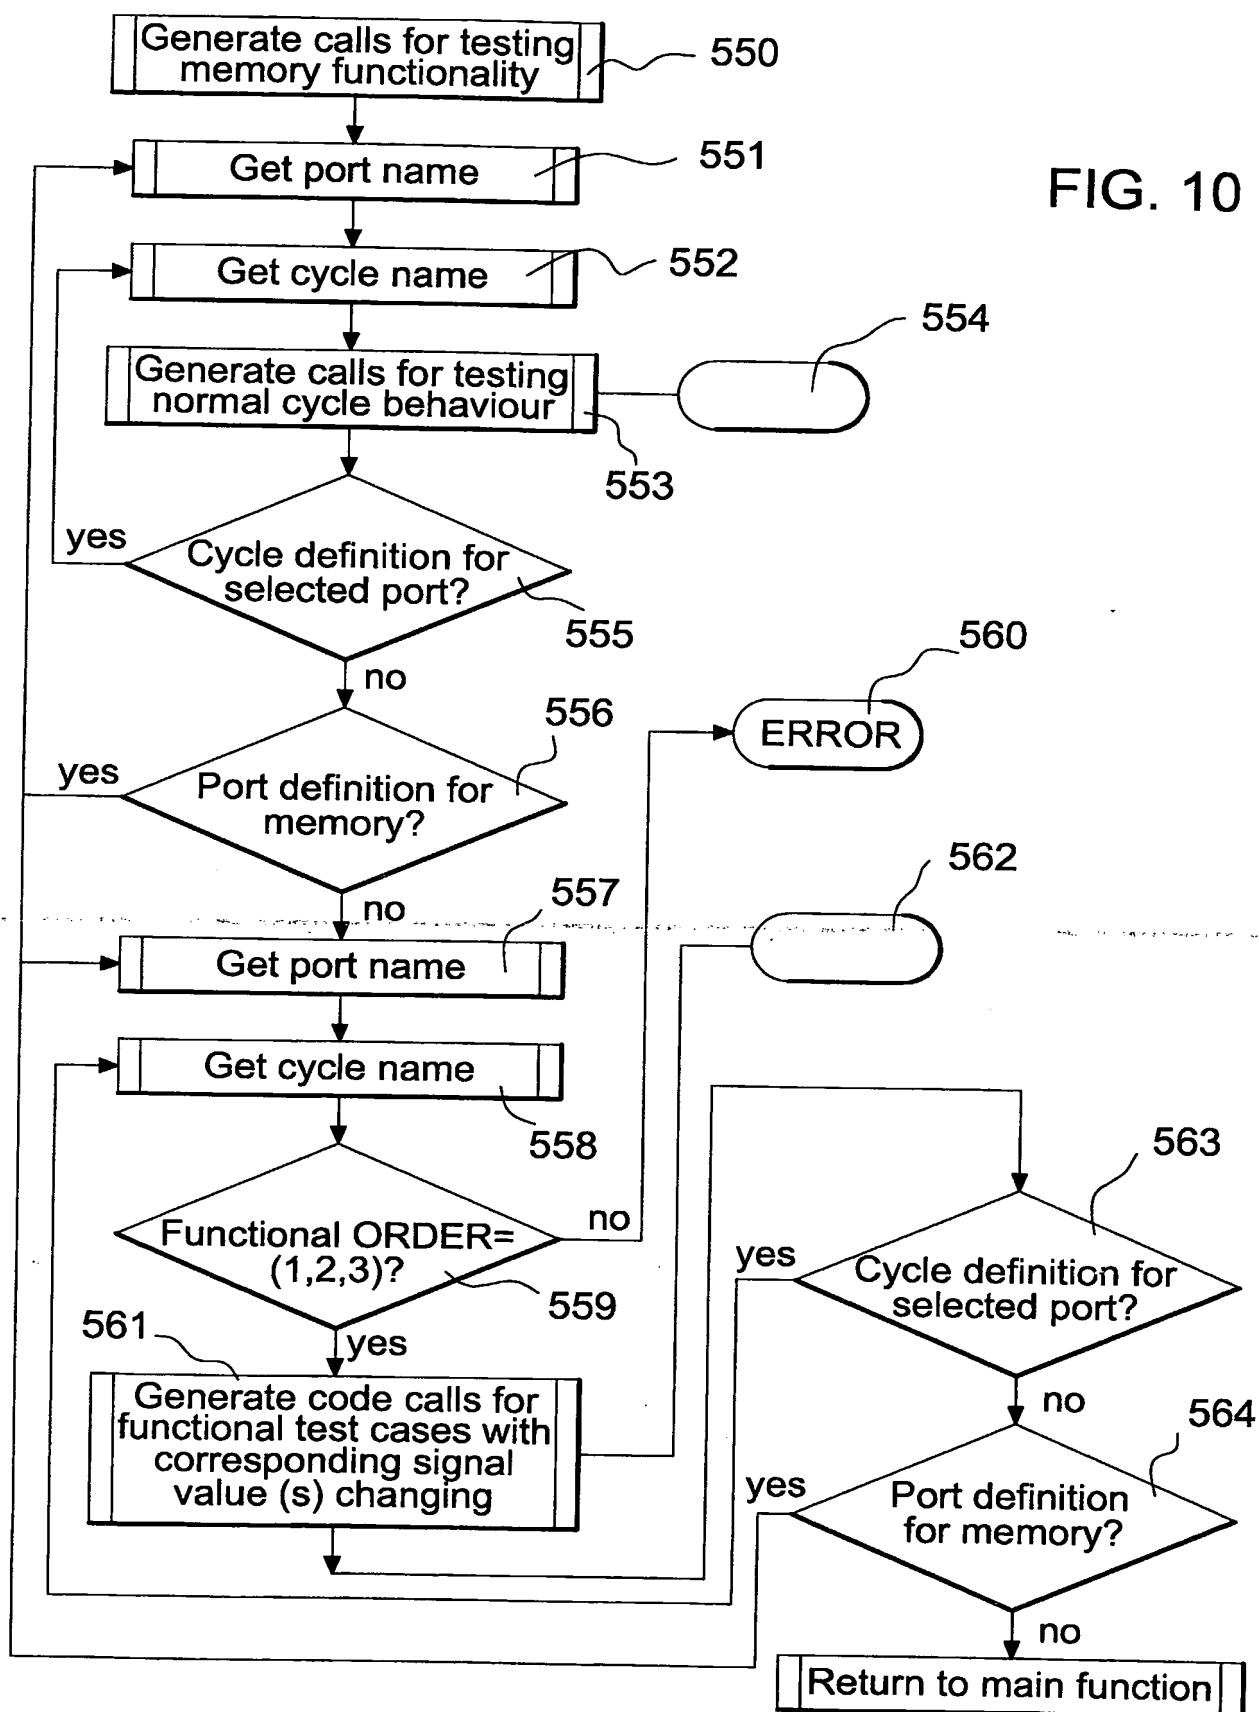 Generate calls for testing
memory functionality
550
Get port name
551
FIG. 10
Get cycle name
552
554
Generate calls for testing
normal cycle behaviour
553
yes
Cycle definition for
selected port?
555
no
560
ERROR
556
yes
Port definition for
memory?
no
557
562
Get port name
Get cycle name
558
563
Functional ORDER=
(1,2,3)?
no
559
yes
Cycle definition for
selected port?
no
561
yes
Generate code calls for
functional test cases with
corresponding signal
value (s) changing
564
yes
Port definition
for memory?
no
Return to main function